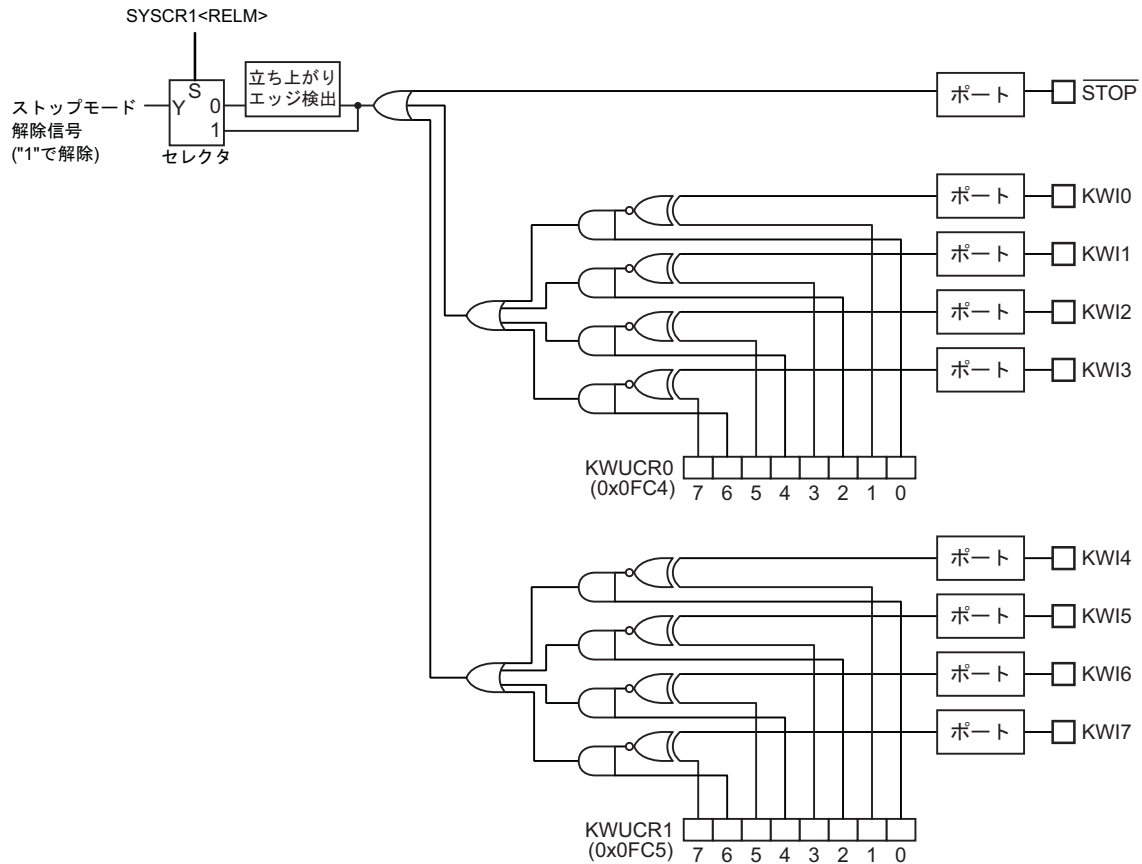 SYSCR1<RELM>
立ち上がり
エッジ検出
ストップモード
解除信号
("1"で解除)
Y
S
0
1
セレクタ
ポート
STOP
ポート
KWI0
ポート
KWI1
ポート
KWI2
ポート
KWI3
KWUCR0
(0x0FC4)
7 6 5 4 3 2 1 0
ポート
KWI4
ポート
KWI5
ポート
KWI6
ポート
KWI7
KWUCR1
(0x0FC5)
7 6 5 4 3 2 1 0